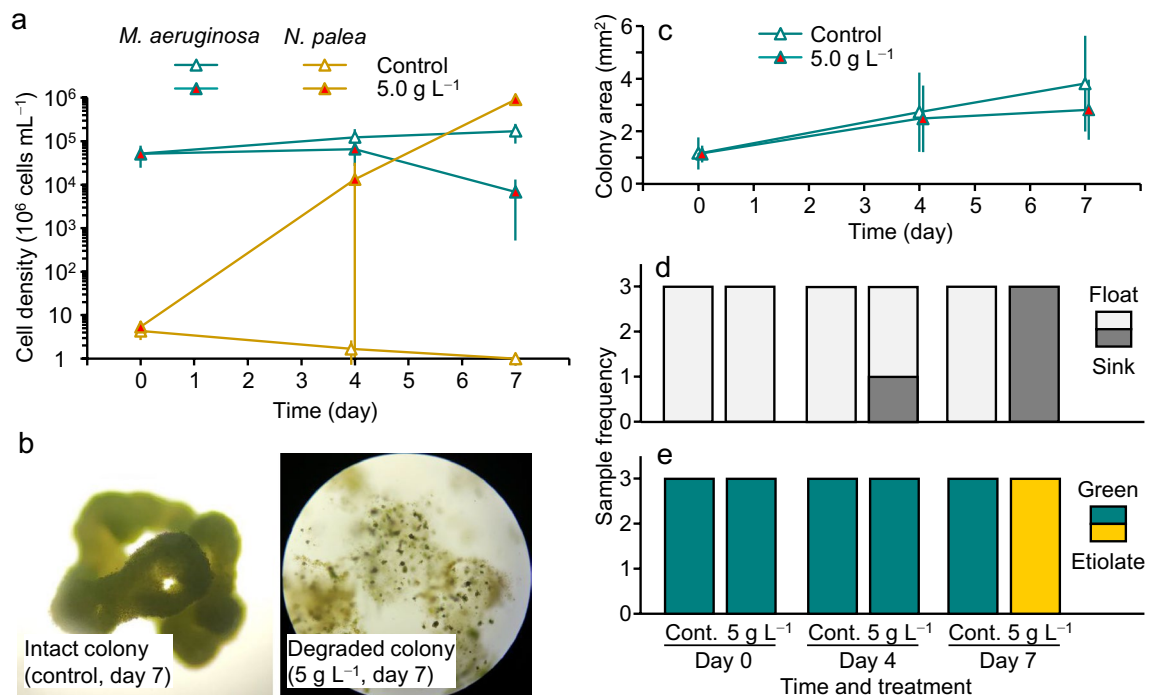 a
M. aeruginosa N. palea
Control
5.0 g L⁻¹
Cell density (10⁶ cells mL⁻¹)
10⁶
10⁵
10⁴
10³
10²
10
1
0 1 2 3 4 5 6 7
Time (day)
b
Intact colony
(control, day 7)
Degraded colony
(5 g L⁻¹, day 7)
c
Control
5.0 g L⁻¹
Colony area (mm²)
6
4
2
0
0 1 2 3 4 5 6 7
Time (day)
d
Sample frequency
3
2
1
0
Float
Sink
e
3
2
1
0
Green
Etiolate
Cont. 5 g L⁻¹ Cont. 5 g L⁻¹ Cont. 5 g L⁻¹
Day 0 Day 4 Day 7
Time and treatment